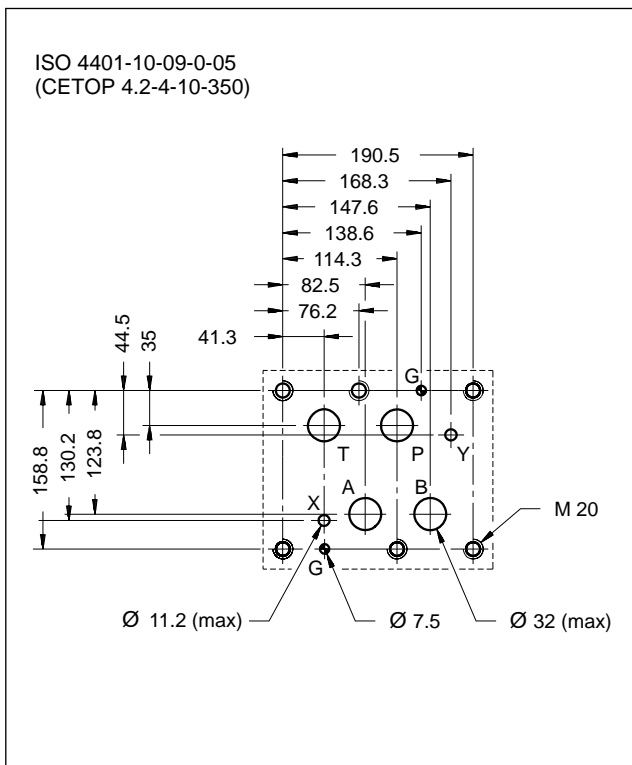 ISO 4401-10-09-0-05
(CETOP 4.2-4-10-350)
190.5
168.3
147.6
138.6
114.3
82.5
76.2
41.3
44.5
35
158.8
130.2
123.8
G
T
P
Y
A
B
X
G
M 20
Ø 11.2 (max)
Ø 7.5
Ø 32 (max)